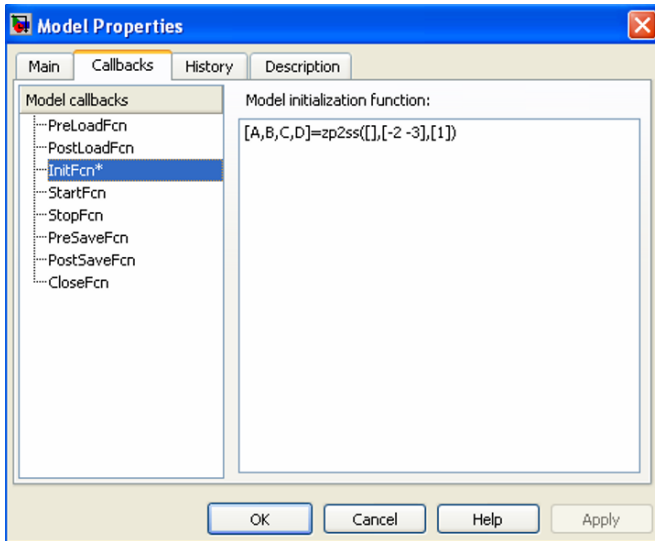 Model Properties
Main Callbacks History Description
Model callbacks
PreLoadFcn
PostLoadFcn
InitFcn*
StartFcn
StopFcn
PreSaveFcn
PostSaveFcn
CloseFcn
Model initialization function:
[A,B,C,D]=zp2ss([],[-2 -3],[1])
OK Cancel Help Apply